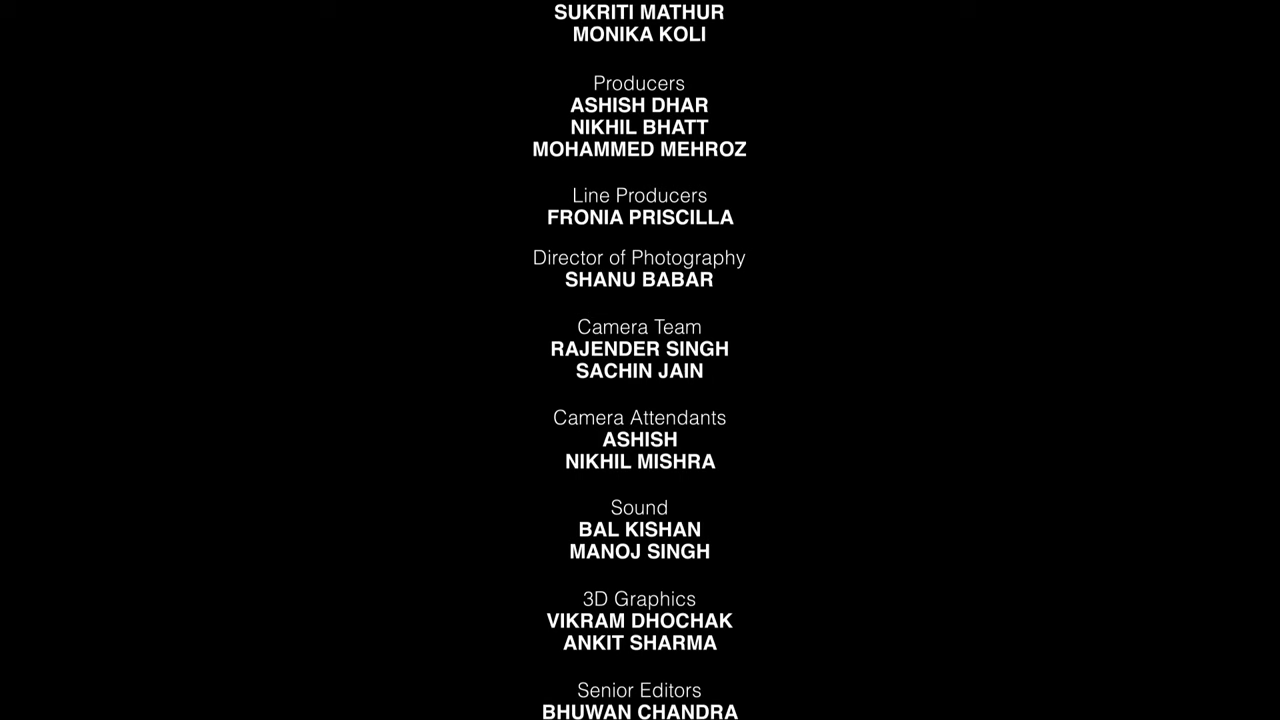 SUKRITI MATHUR
MONIKA KOLI
Producers
ASHISH DHAR
NIKHIL BHATT
MOHAMMED MEHROZ
Line Producers
FRONIA PRISCILLA
Director of Photography
SHANU BABAR
Camera Team
RAJENDER SINGH
SACHIN JAIN
Camera Attendants
ASHISH
NIKHIL MISHRA
Sound
BAL KISHAN
MANOJ SINGH
3D Graphics
VIKRAM DHOCHAK
ANKIT SHARMA
Senior Editors
BHUWAN CHANDRA